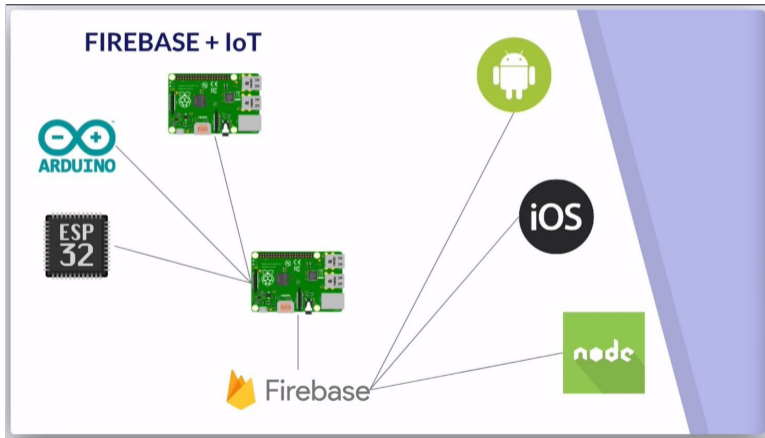 FIREBASE + IoT
ARDUINO
ESP
32
iOS
node
Firebase